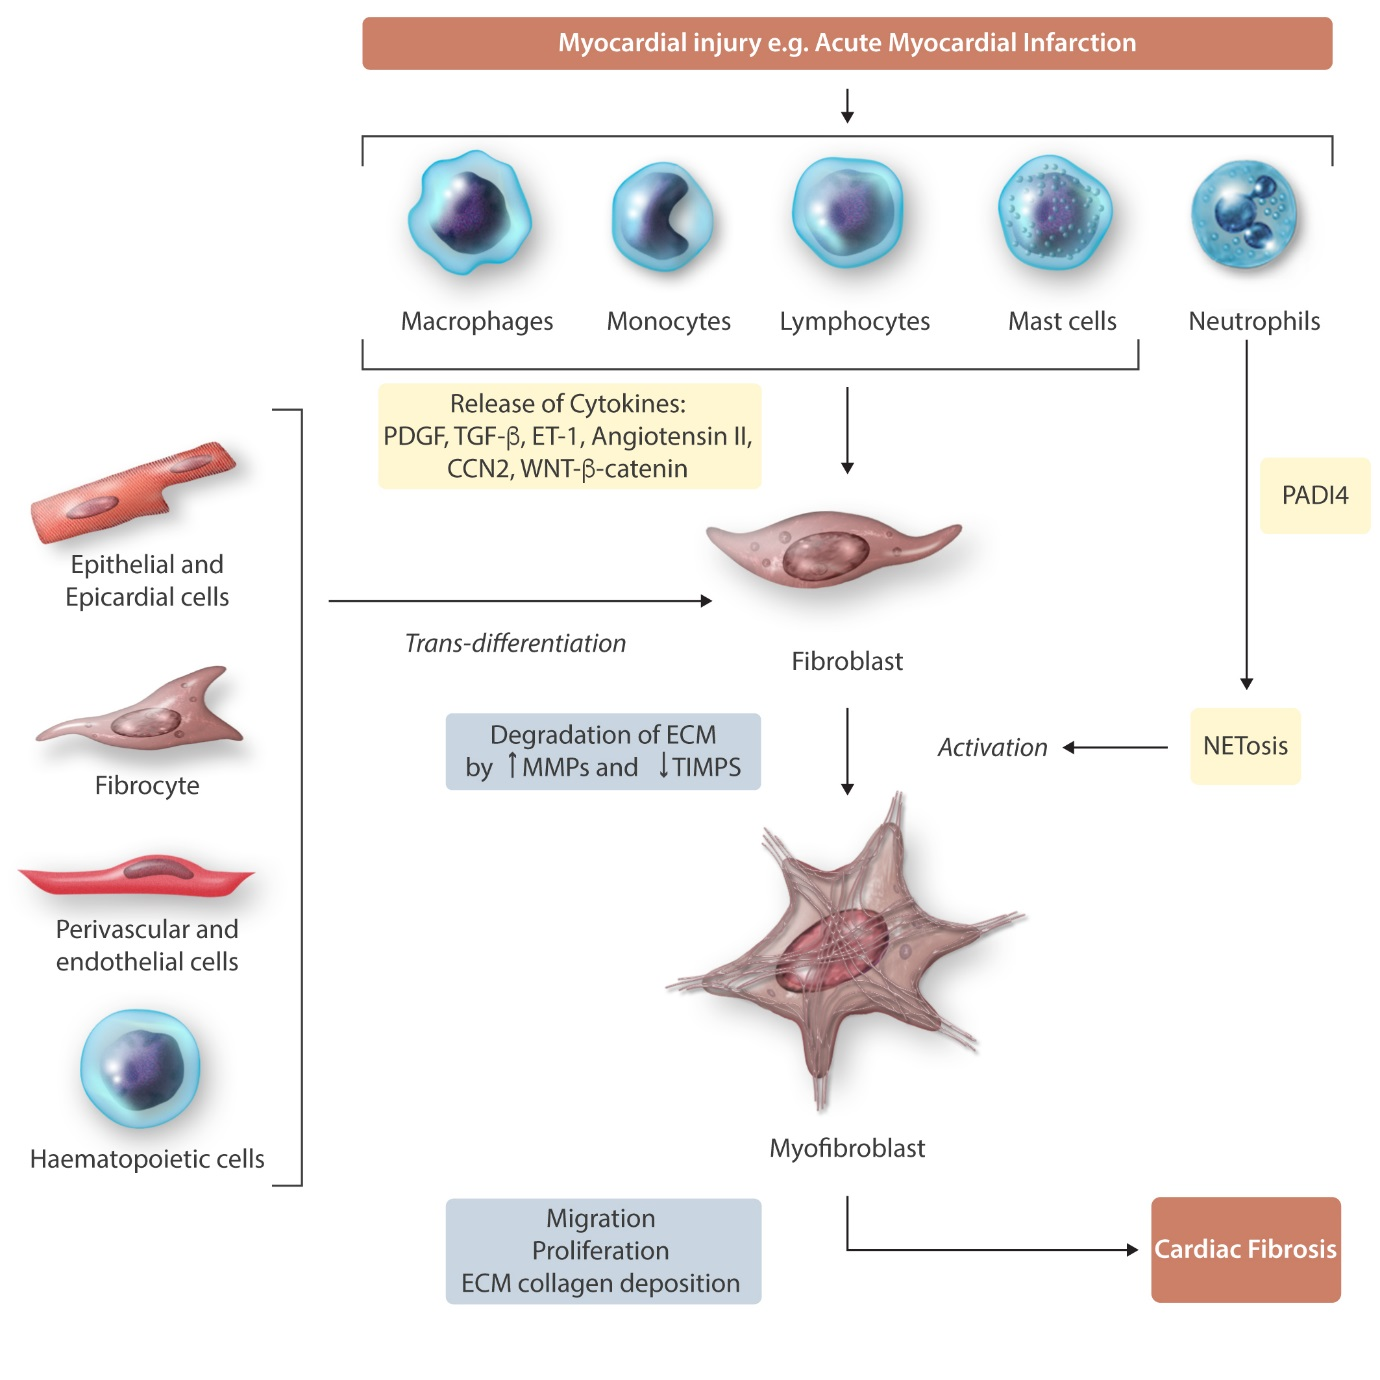 Myocardial injury e.g. Acute Myocardial Infarction
Macrophages
Monocytes
Lymphocytes
Mast cells
Neutrophils
Release of Cytokines:
PDGF, TGF-β, ET-1, Angiotensin II,
CCN2, WNT-β-catenin
PADI4
Epithelial and
Epicardial cells
Trans-differentiation
Fibroblast
Fibrocyte
Degradation of ECM
by ↑MMPs and ↓TIMPS
Activation
NETosis
Perivascular and
endothelial cells
Haematopoietic cells
Myofibroblast
Migration
Proliferation
ECM collagen deposition
Cardiac Fibrosis